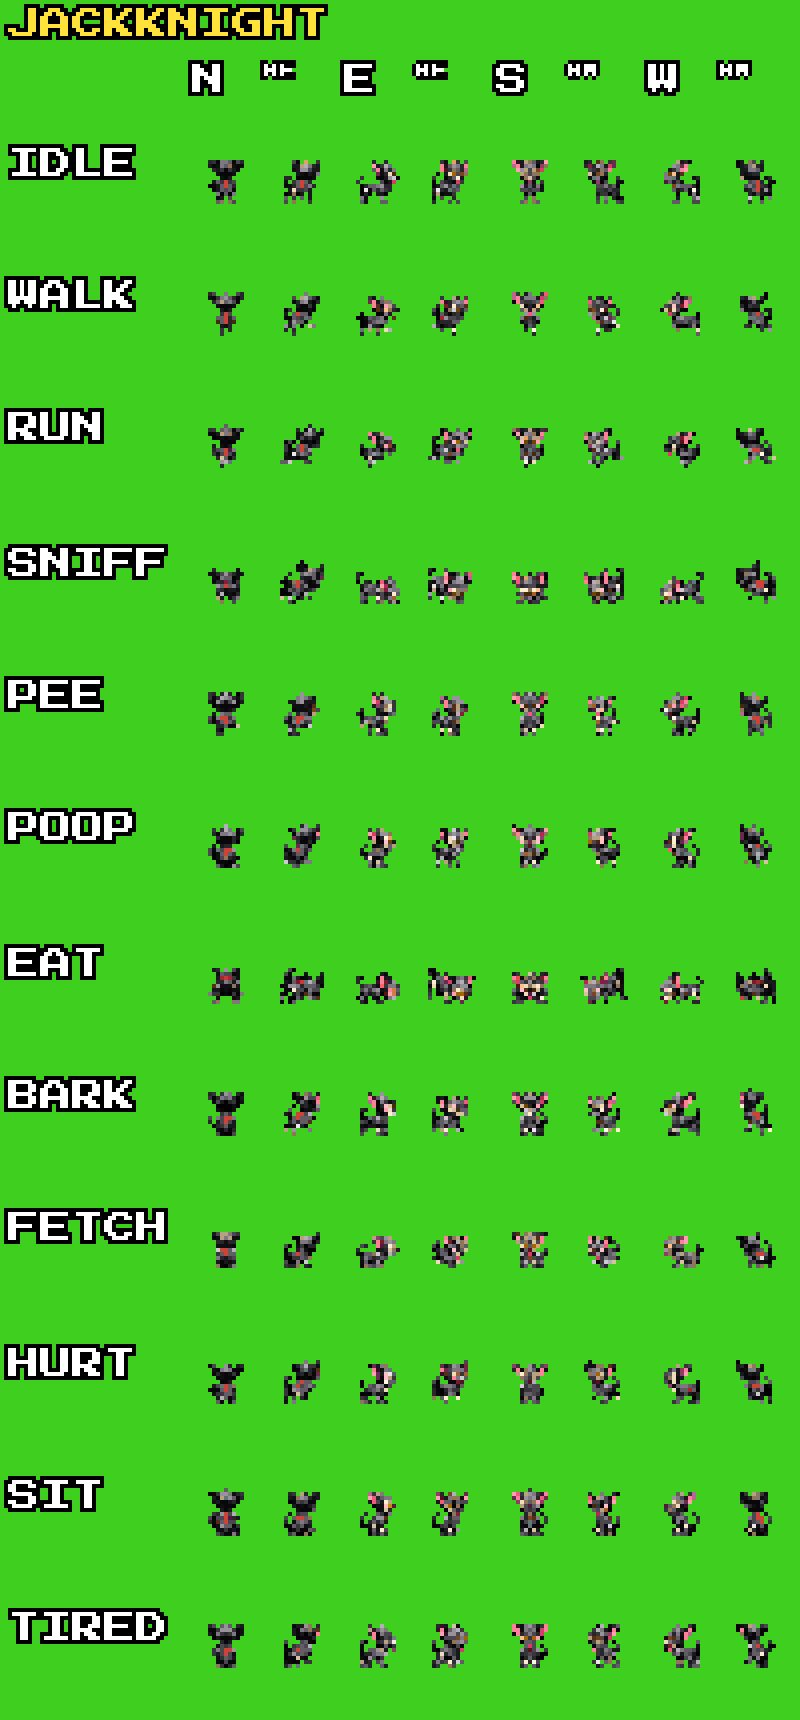 JACKKNIGHT
N E S W
IDLE
WALK
RUN
SNIFF
PEE
POOP
EAT
BARK
FETCH
HURT
SIT
TIRED